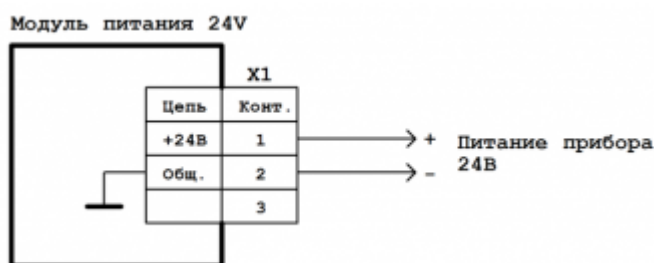 Модуль питания 24V
X1
Цепь Конт.
+24В 1 + Питание прибора
Общ. 2 - 24В
3